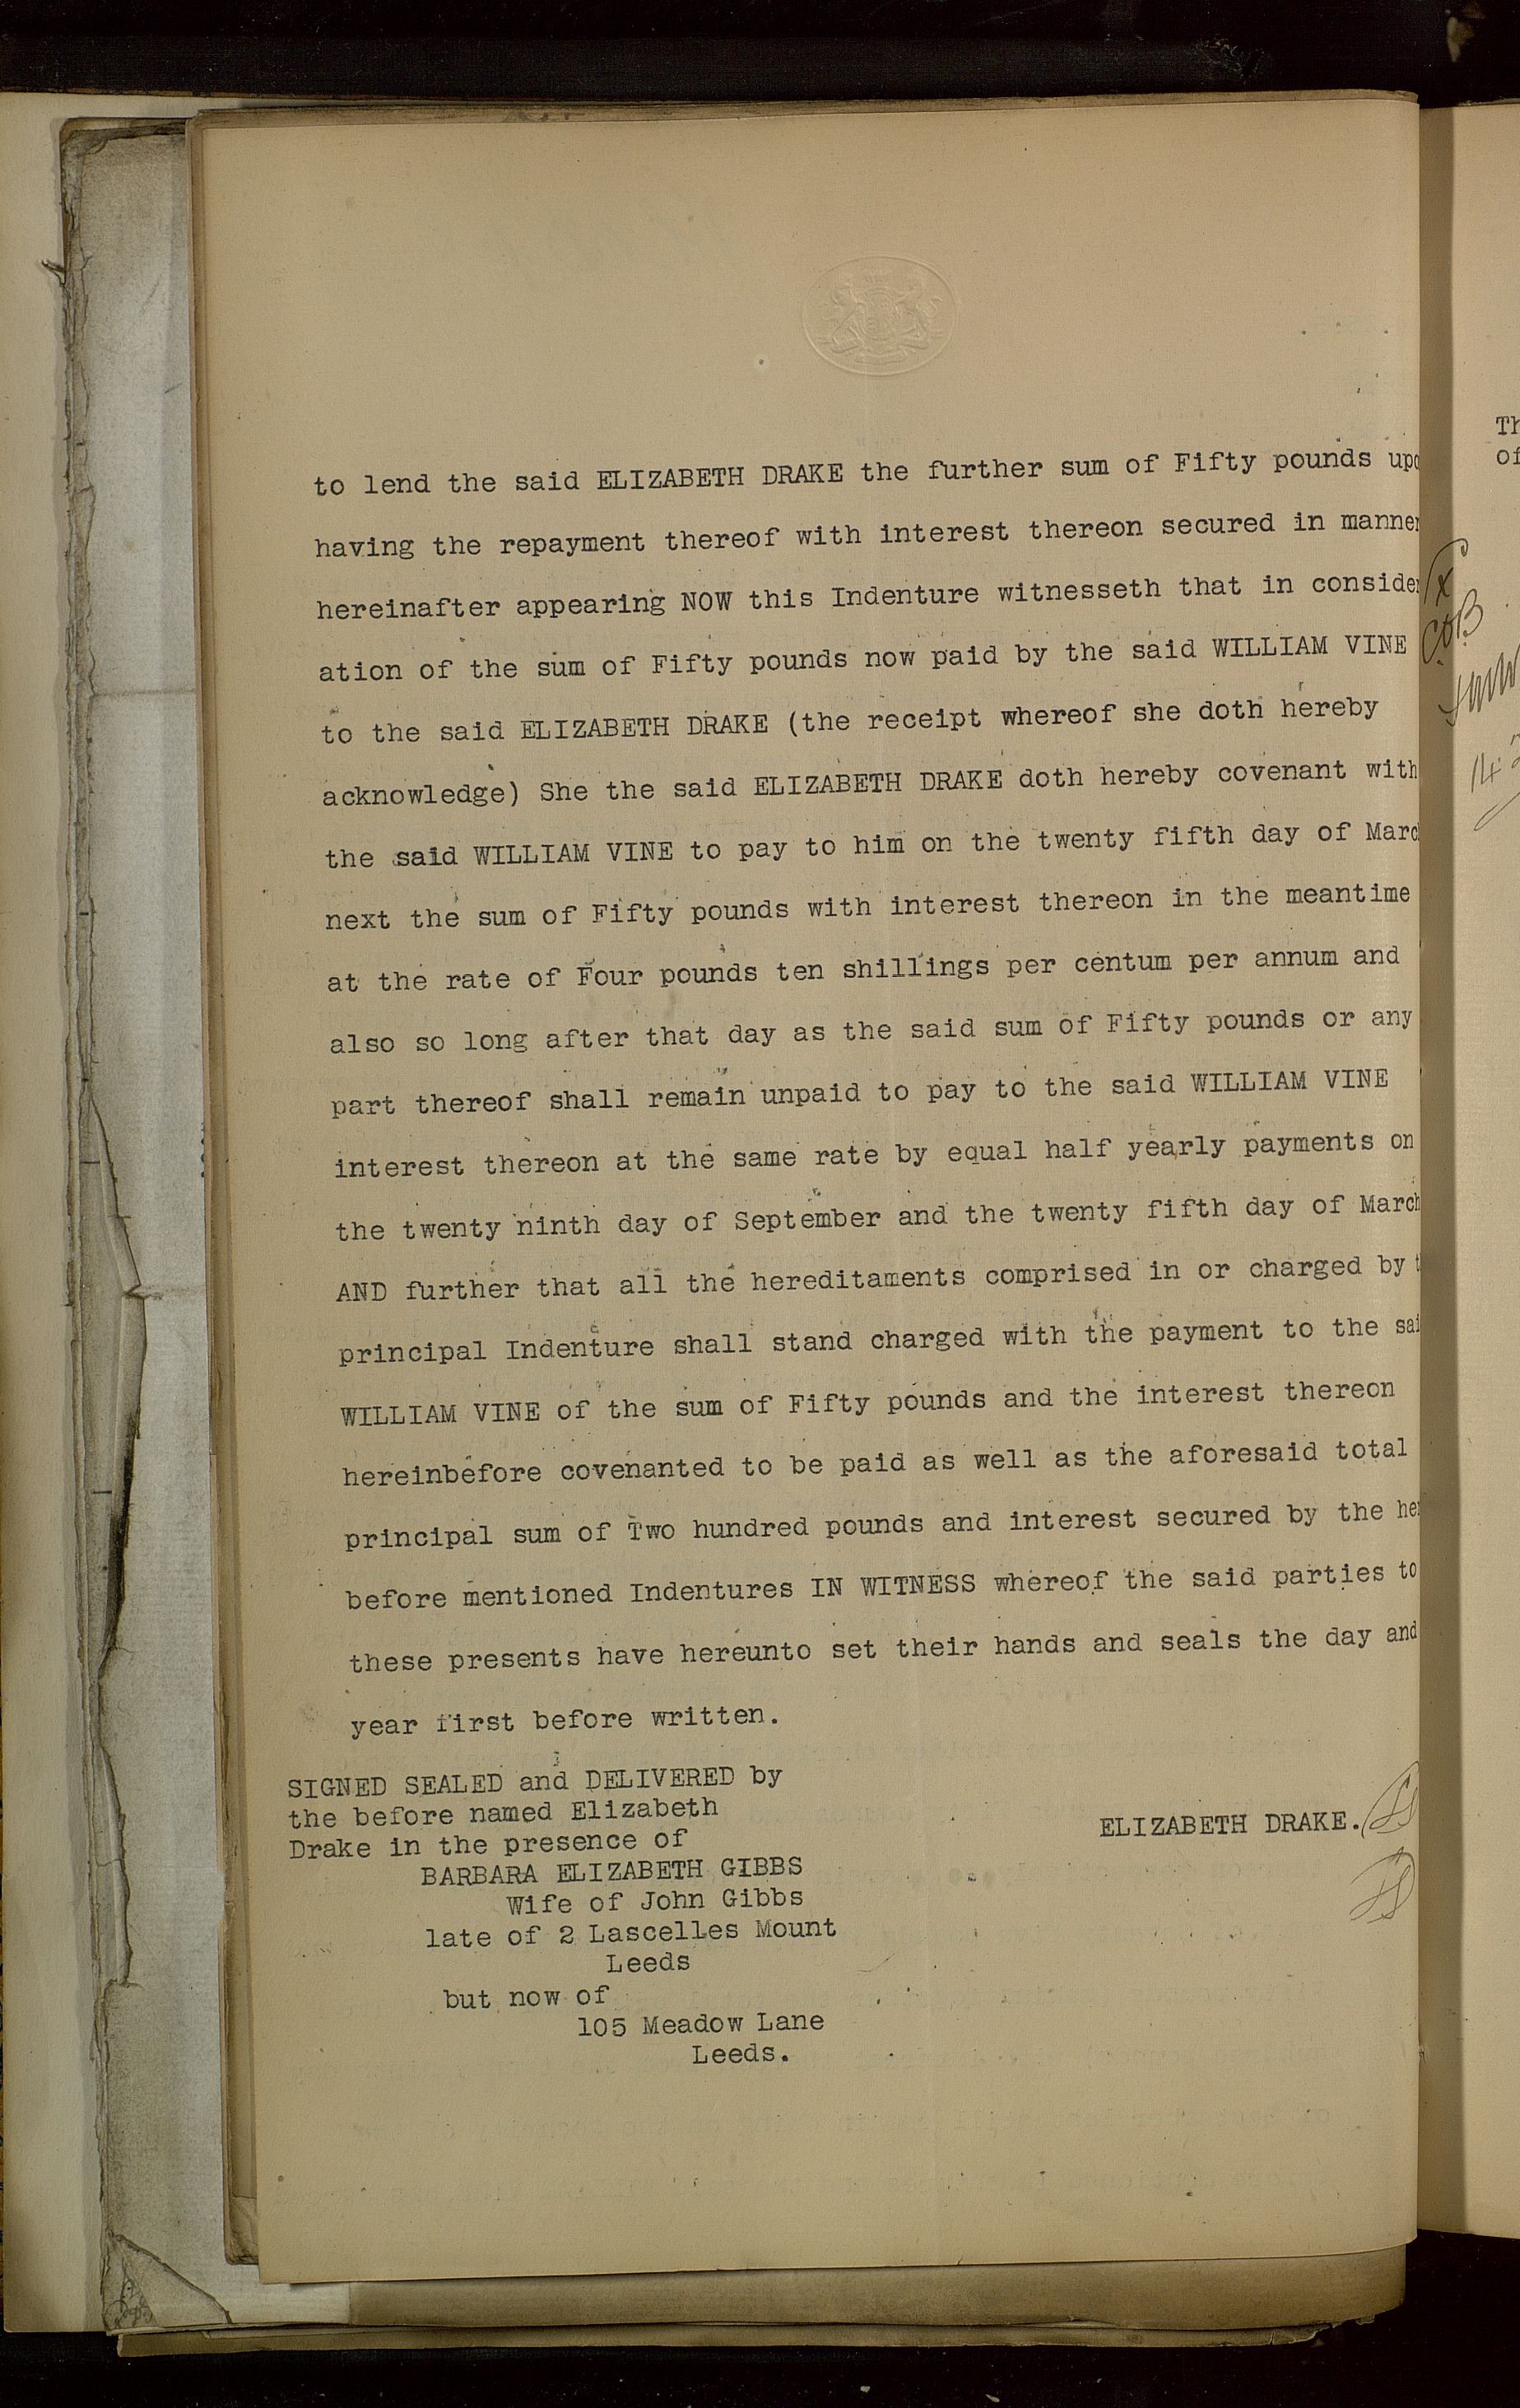 to lend the said ELIZABETH DRAKE the further sum of Fifty pounds upo
having the repayment thereof with interest thereon secured in manner
hereinafter appearing NOW this Indenture witnesseth that in consider
ation of the sum of Fifty pounds now paid by the said WILLIAM VINE
to the said ELIZABETH DRAKE (the receipt whereof she doth hereby
acknowledge) She the said ELIZABETH DRAKE doth hereby covenant with
the said WILLIAM VINE to pay to him on the twenty fifth day of Marc
next the sum of Fifty pounds with interest thereon in the meantime
at the rate of Four pounds ten shillings per centum per annum and
also so long after that day as the said sum of Fifty pounds or any
part thereof shall remain unpaid to pay to the said WILLIAM VINE
interest thereon at the same rate by equal half yearly payments on
the twenty ninth day of September and the twenty fifth day of March
AND further that all the hereditaments comprised in or charged by t
principal Indenture shall stand charged with the payment to the sai
WILLIAM VINE of the sum of Fifty pounds and the interest thereon
hereinbefore covenanted to be paid as well as the aforesaid total
principal sum of Two hundred pounds and interest secured by the her
before mentioned Indentures IN WITNESS whereof the said parties to
these presents have hereunto set their hands and seals the day and
year first before written.
SIGNED SEALED and DELIVERED by
the before named Elizabeth
Drake in the presence of
ELIZABETH DRAKE.
BARBARA ELIZABETH GIBBS
Wife of John Gibbs
late of 2 Lascelles Mount
Leeds
but now of
105 Meadow Lane
Leeds.
Th
of